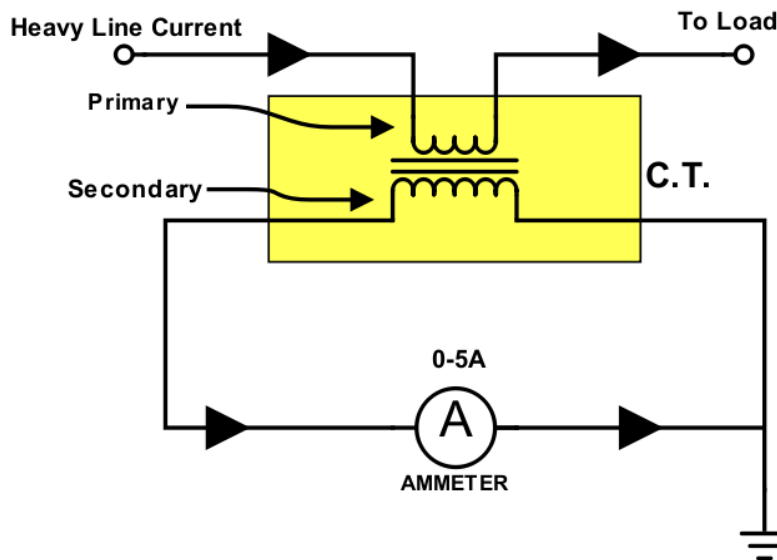 Heavy Line Current
To Load
Primary
Secondary
C.T.
0-5A
A
AMMETER